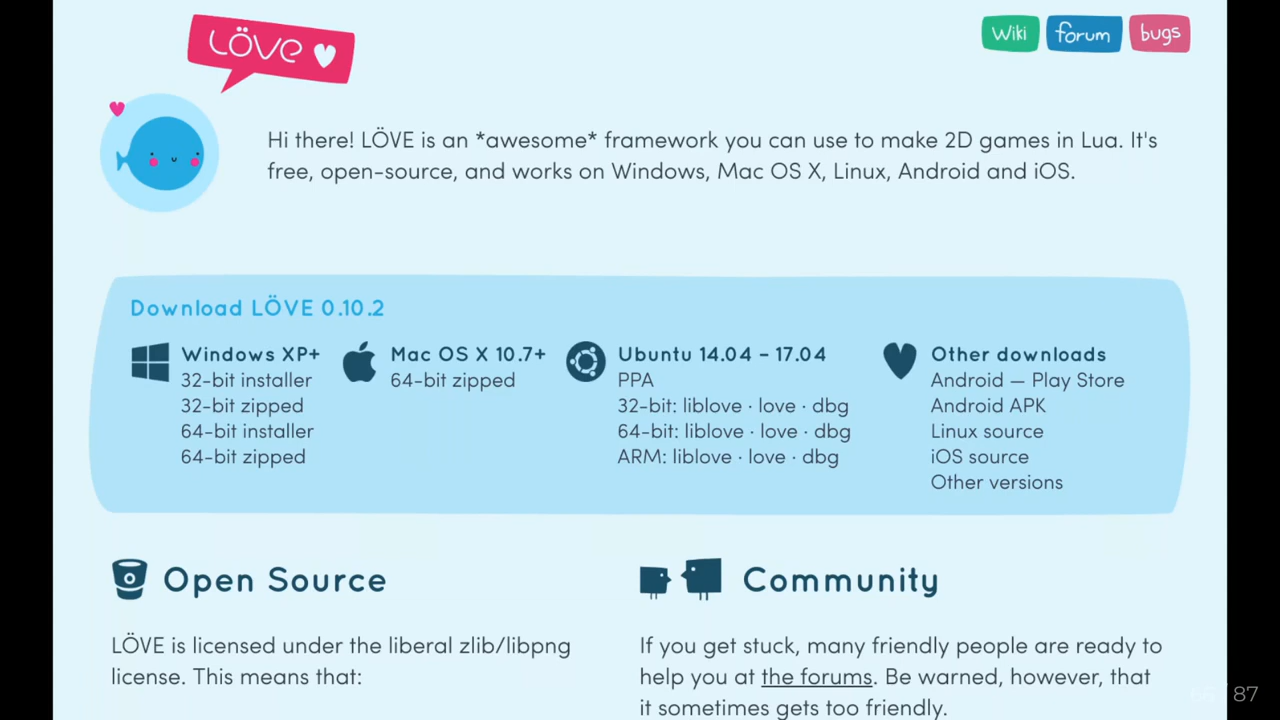 LÖVE
Wiki forum bugs
Hi there! LÖVE is an *awesome* framework you can use to make 2D games in Lua. It's
free, open-source, and works on Windows, Mac OS X, Linux, Android and iOS.
Download LÖVE 0.10.2
Windows XP+
32-bit installer
32-bit zipped
64-bit installer
64-bit zipped
Mac OS X 10.7+
64-bit zipped
Ubuntu 14.04 – 17.04
PPA
32-bit: liblove · love · dbg
64-bit: liblove · love · dbg
ARM: liblove · love · dbg
Other downloads
Android — Play Store
Android APK
Linux source
iOS source
Other versions
Open Source
LÖVE is licensed under the liberal zlib/libpng
license. This means that:
Community
If you get stuck, many friendly people are ready to
help you at the forums. Be warned, however, that
it sometimes gets too friendly.
/ 87